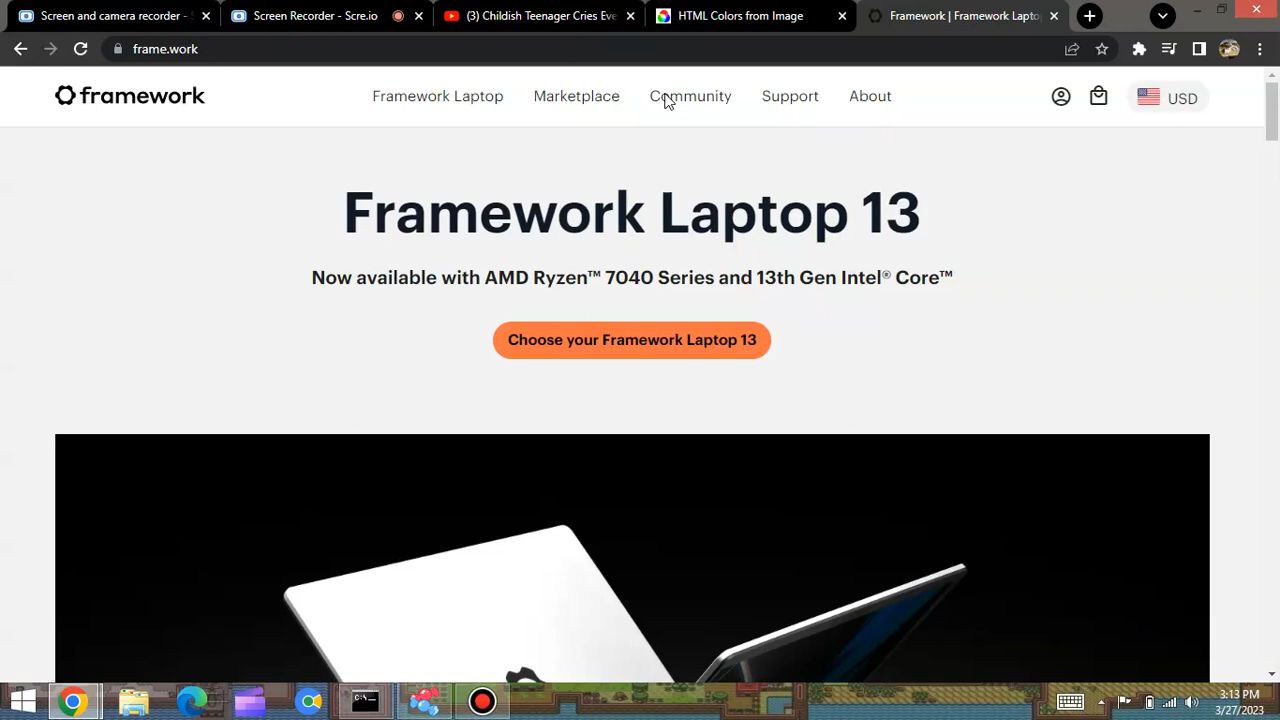 Screen and camera recorder - S
Screen Recorder - Scre.io
(3) Childish Teenager Cries Eve
HTML Colors from Image
Framework | Framework Lapto
frame.work
framework
Framework Laptop
Marketplace
Community
Support
About
USD
Framework Laptop 13
Now available with AMD Ryzen™ 7040 Series and 13th Gen Intel® Core™
Choose your Framework Laptop 13
C:\.
3:13 PM
3/27/2023